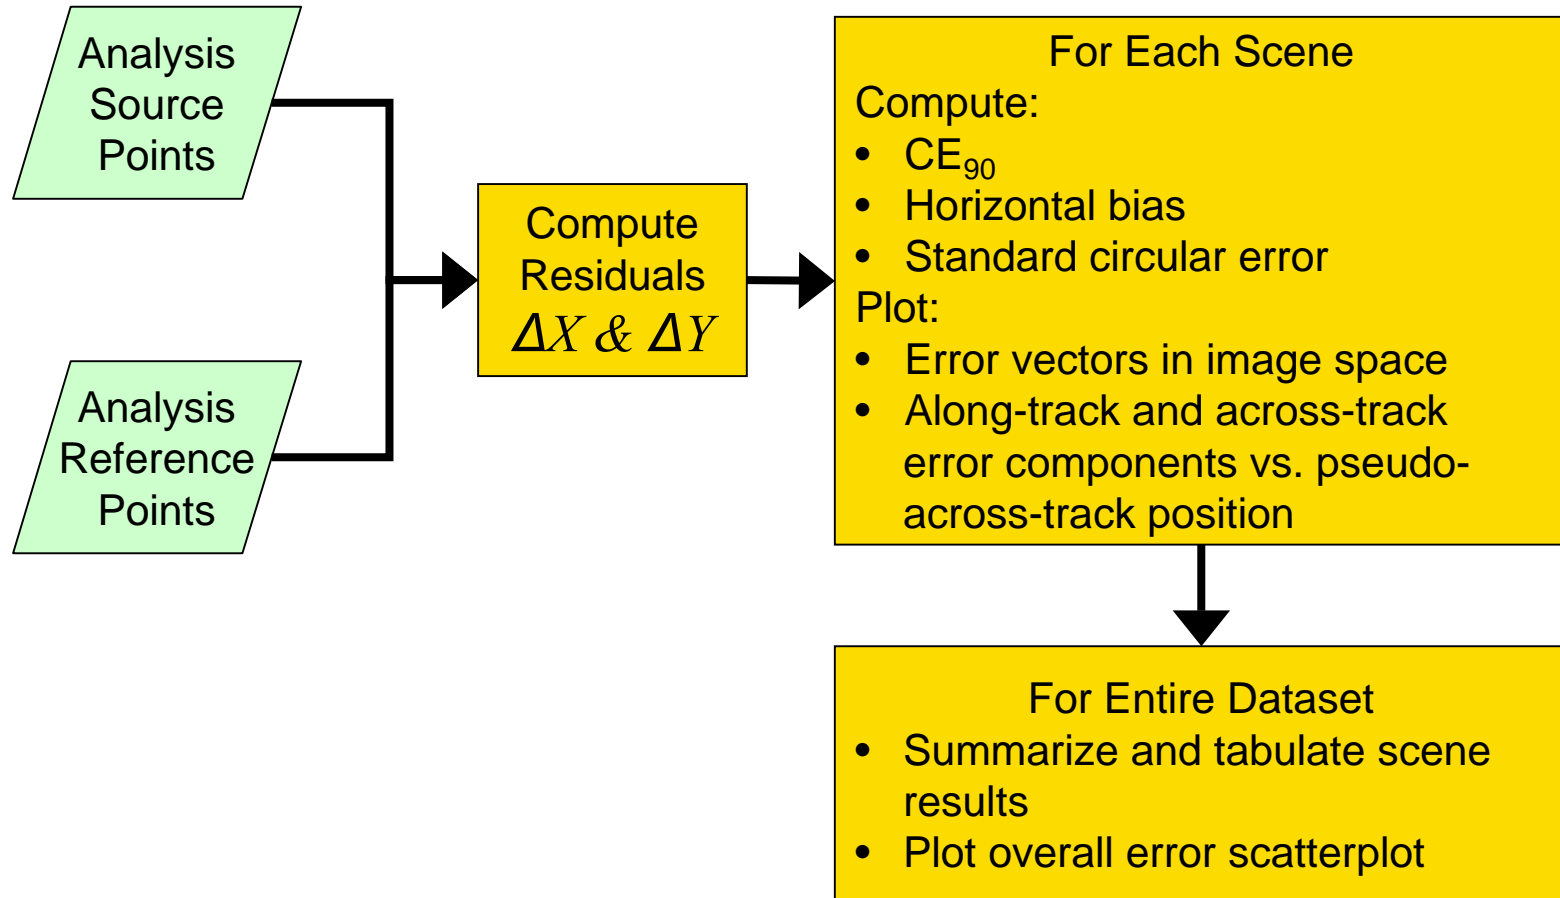 Analysis
Source
Points
Analysis
Reference
Points
Compute
Residuals
ΔX & ΔY
For Each Scene
Compute:
• CE90
• Horizontal bias
• Standard circular error
Plot:
• Error vectors in image space
• Along-track and across-track
error components vs. pseudo-
across-track position
For Entire Dataset
• Summarize and tabulate scene
results
• Plot overall error scatterplot